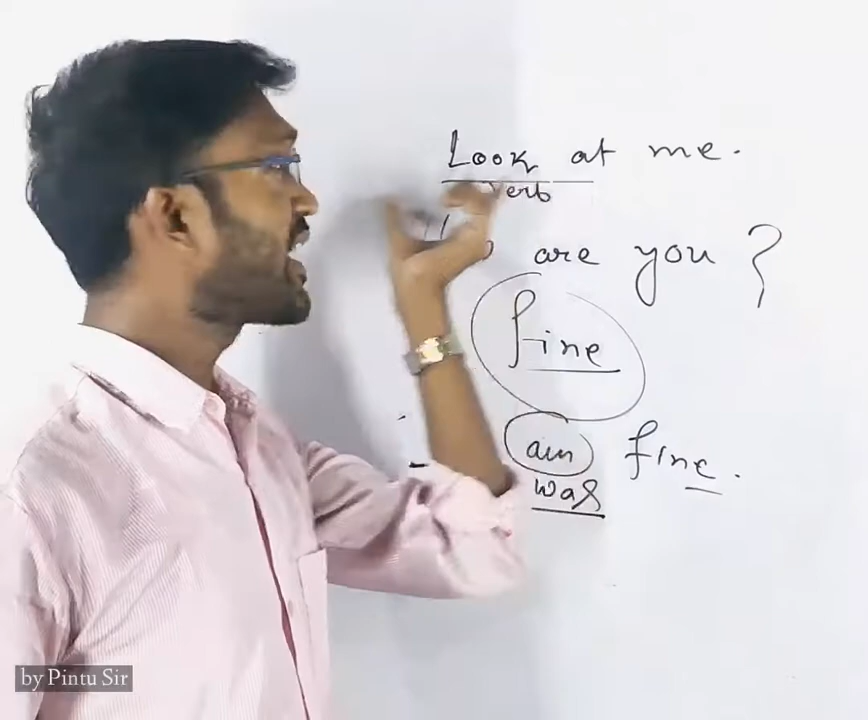 Look at me.
verb
are you?
fine
am fine.
was
by Pintu Sir